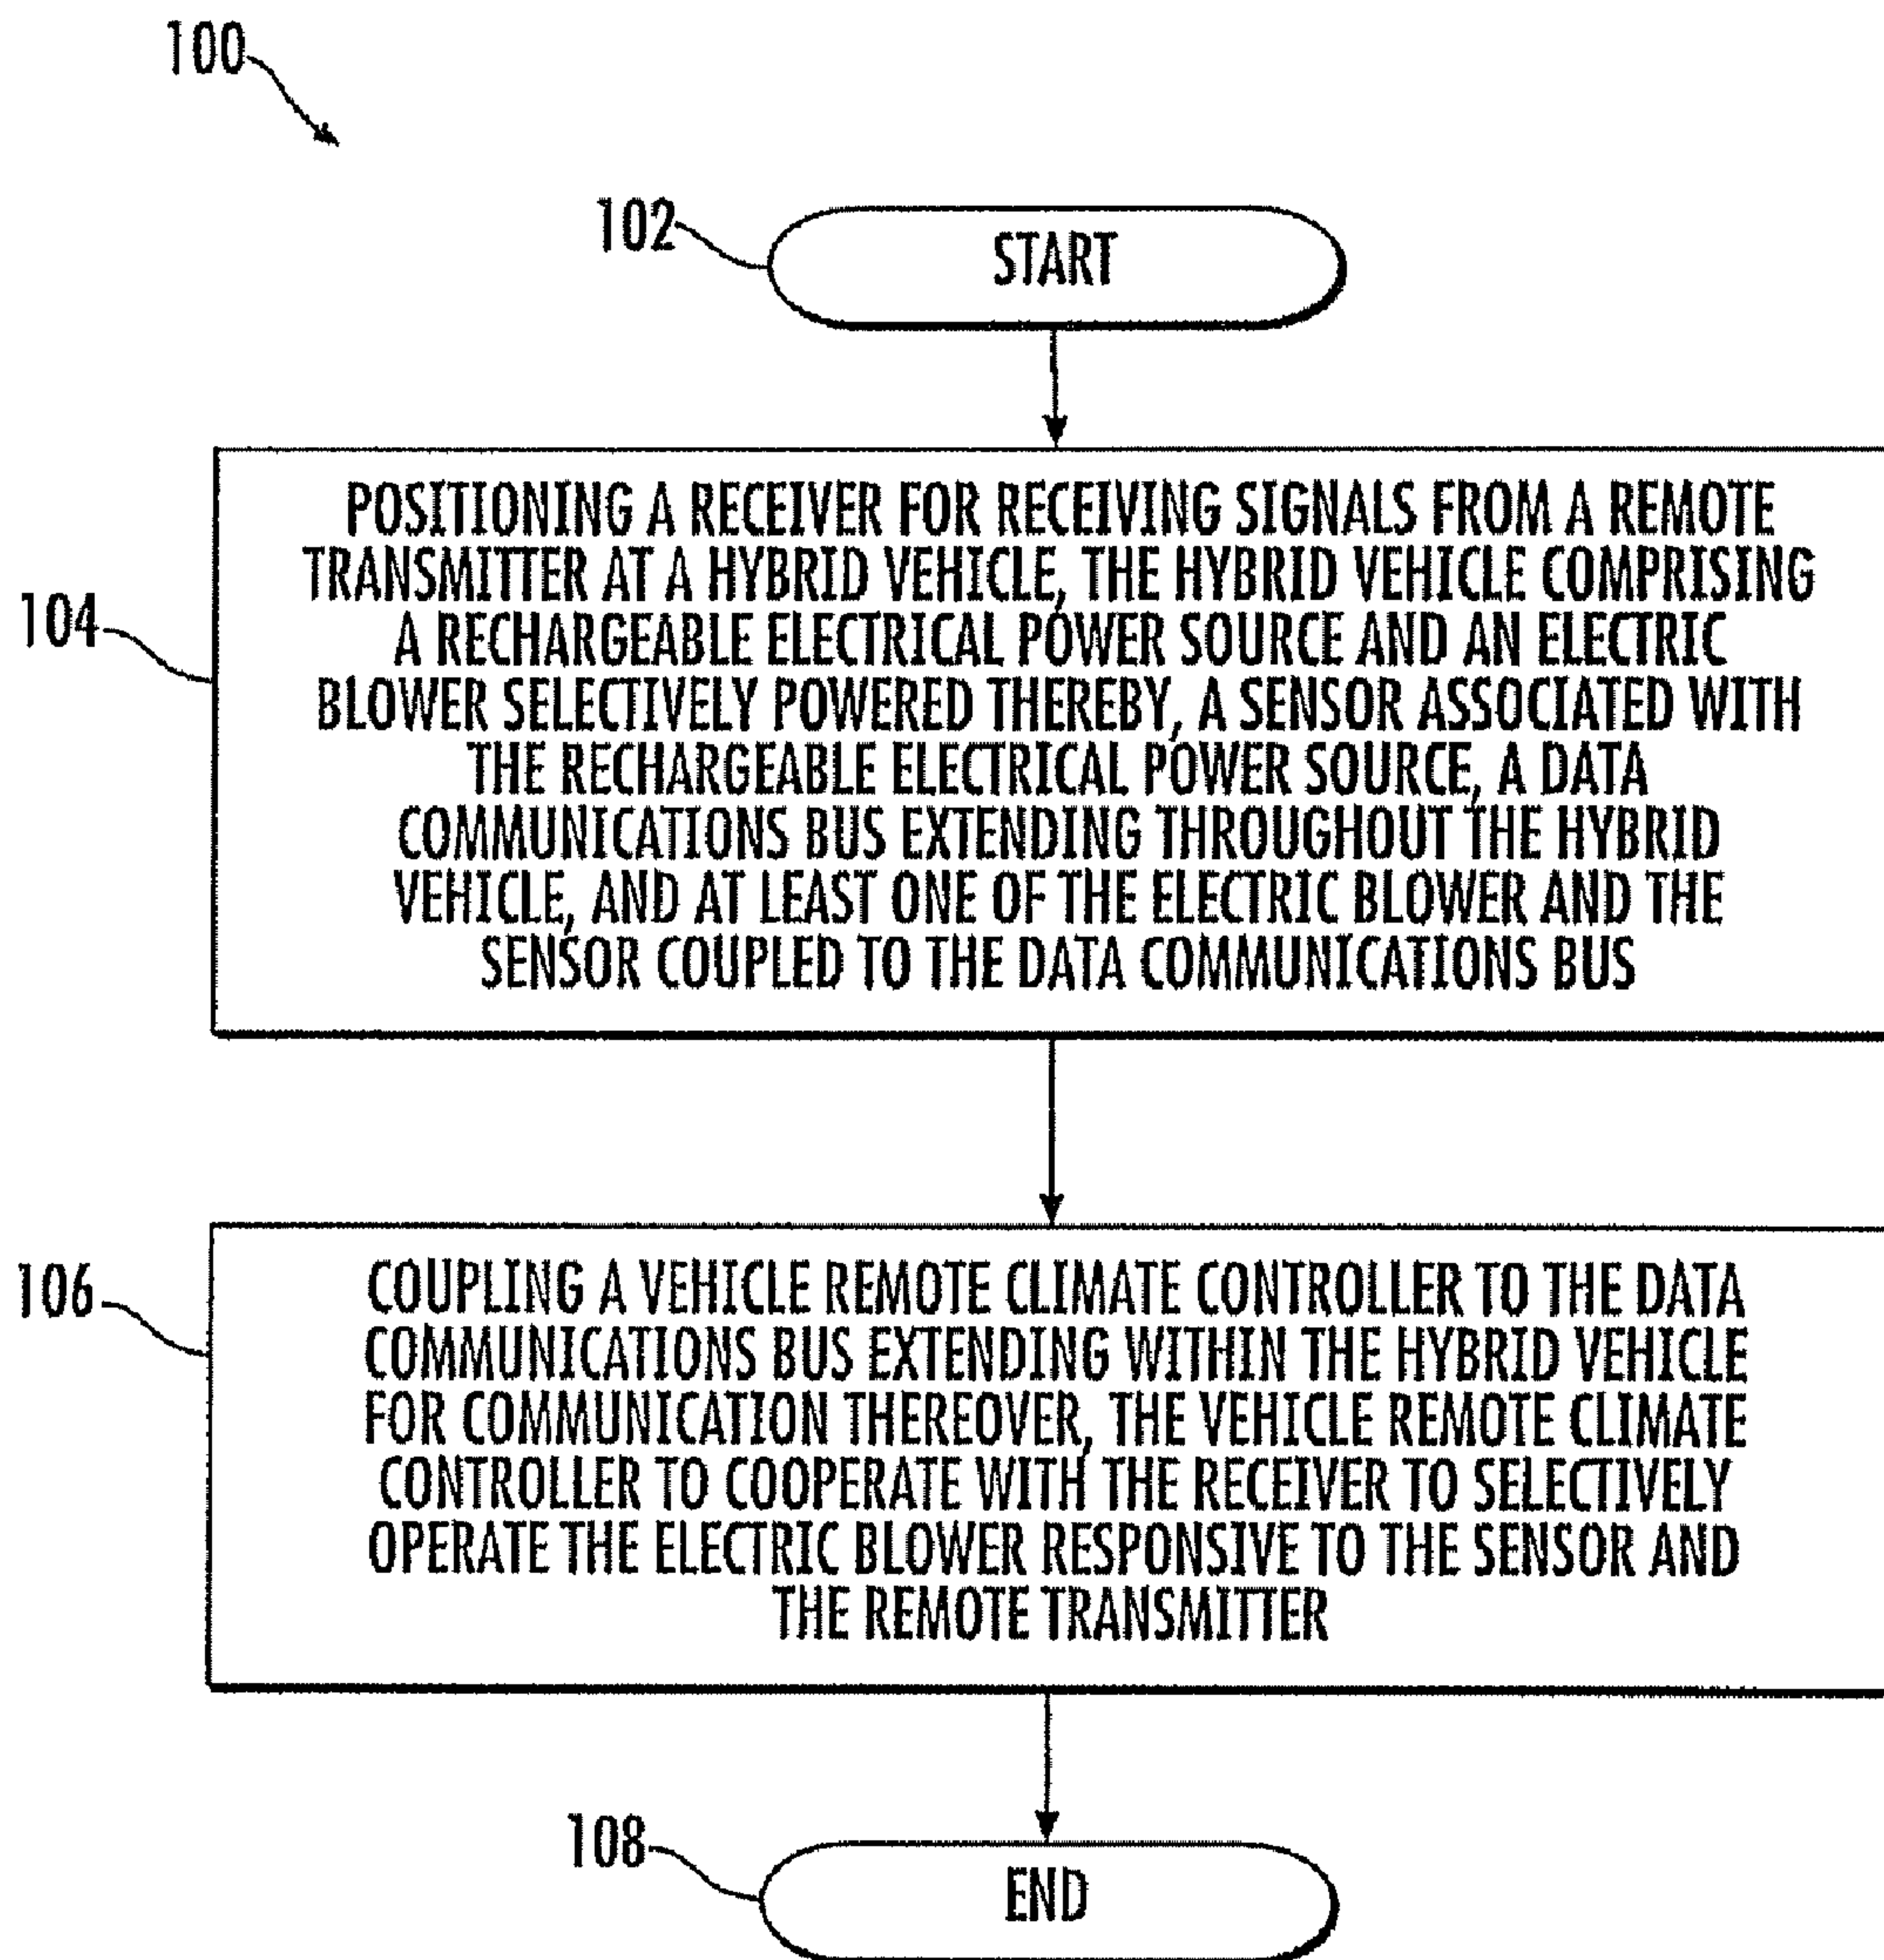 100
102
START
104
POSITIONING A RECEIVER FOR RECEIVING SIGNALS FROM A REMOTE
TRANSMITTER AT A HYBRID VEHICLE, THE HYBRID VEHICLE COMPRISING
A RECHARGEABLE ELECTRICAL POWER SOURCE AND AN ELECTRIC
BLOWER SELECTIVELY POWERED THEREBY, A SENSOR ASSOCIATED WITH
THE RECHARGEABLE ELECTRICAL POWER SOURCE, A DATA
COMMUNICATIONS BUS EXTENDING THROUGHOUT THE HYBRID
VEHICLE, AND AT LEAST ONE OF THE ELECTRIC BLOWER AND THE
SENSOR COUPLED TO THE DATA COMMUNICATIONS BUS
106
COUPLING A VEHICLE REMOTE CLIMATE CONTROLLER TO THE DATA
COMMUNICATIONS BUS EXTENDING WITHIN THE HYBRID VEHICLE
FOR COMMUNICATION THEREOVER, THE VEHICLE REMOTE CLIMATE
CONTROLLER TO COOPERATE WITH THE RECEIVER TO SELECTIVELY
OPERATE THE ELECTRIC BLOWER RESPONSIVE TO THE SENSOR AND
THE REMOTE TRANSMITTER
108
END